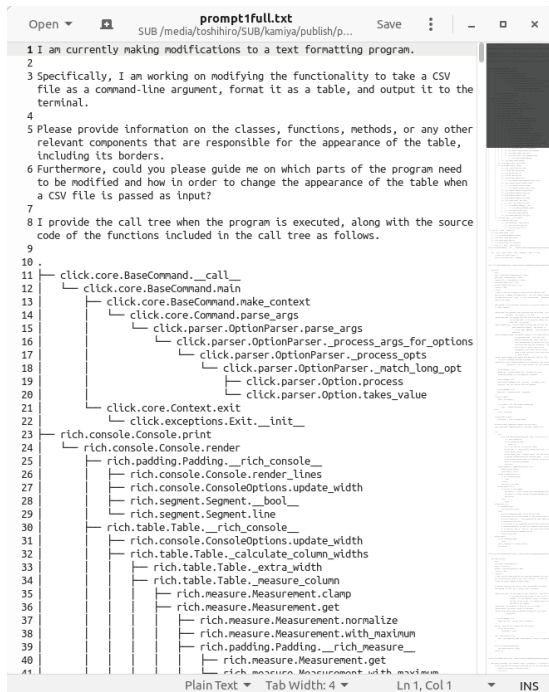 Open
prompt1full.txt
SUB /media/toshihiro/SUB/kamiya/publish/p...
Save
1 I am currently making modifications to a text formatting program.
2
3 Specifically, I am working on modifying the functionality to take a CSV
file as a command-line argument, format it as a table, and output it to the
terminal.
4
5 Please provide information on the classes, functions, methods, or any other
relevant components that are responsible for the appearance of the table,
including its borders.
6 Furthermore, could you please guide me on which parts of the program need
to be modified and how in order to change the appearance of the table when
a CSV file is passed as input?
7
8 I provide the call tree when the program is executed, along with the source
code of the functions included in the call tree as follows.
9
10 .
11 ├── click.core.BaseCommand.__call__
12 │   └── click.core.BaseCommand.main
13 │       ├── click.core.BaseCommand.make_context
14 │       │   └── click.core.Command.parse_args
15 │       │       └── click.parser.OptionParser.parse_args
16 │       │           └── click.parser.OptionParser._process_args_for_options
17 │       │               └── click.parser.OptionParser._process_opts
18 │       │                   └── click.parser.OptionParser._match_long_opt
19 │       │                       ├── click.parser.Option.process
20 │       │                       └── click.parser.Option.takes_value
21 │       └── click.core.Context.exit
22 │           └── click.exceptions.Exit.__init__
23 ├── rich.console.Console.print
24 │   └── rich.console.Console.render
25 │       ├── rich.padding.Padding.__rich_console__
26 │       │   ├── rich.console.Console.render_lines
27 │       │   ├── rich.console.ConsoleOptions.update_width
28 │       │   ├── rich.segment.Segment.__bool__
29 │       │   └── rich.segment.Segment.line
30 │       ├── rich.table.Table.__rich_console__
31 │       │   ├── rich.console.ConsoleOptions.update_width
32 │       │   ├── rich.table.Table._calculate_column_widths
33 │       │   │   ├── rich.table.Table._extra_width
34 │       │   │   ├── rich.table.Table._measure_column
35 │       │   │   │   ├── rich.measure.Measurement.clamp
36 │       │   │   │   ├── rich.measure.Measurement.get
37 │       │   │   │   │   ├── rich.measure.Measurement.normalize
38 │       │   │   │   │   ├── rich.measure.Measurement.with_maximum
39 │       │   │   │   │   ├── rich.padding.Padding.__rich_measure__
40 │       │   │   │   │   │   ├── rich.measure.Measurement.get
41 │       │   │   │   │   │   └── rich.measure.Measurement.with_maximum
Plain Text
Tab Width: 4
Ln 1, Col 1
INS